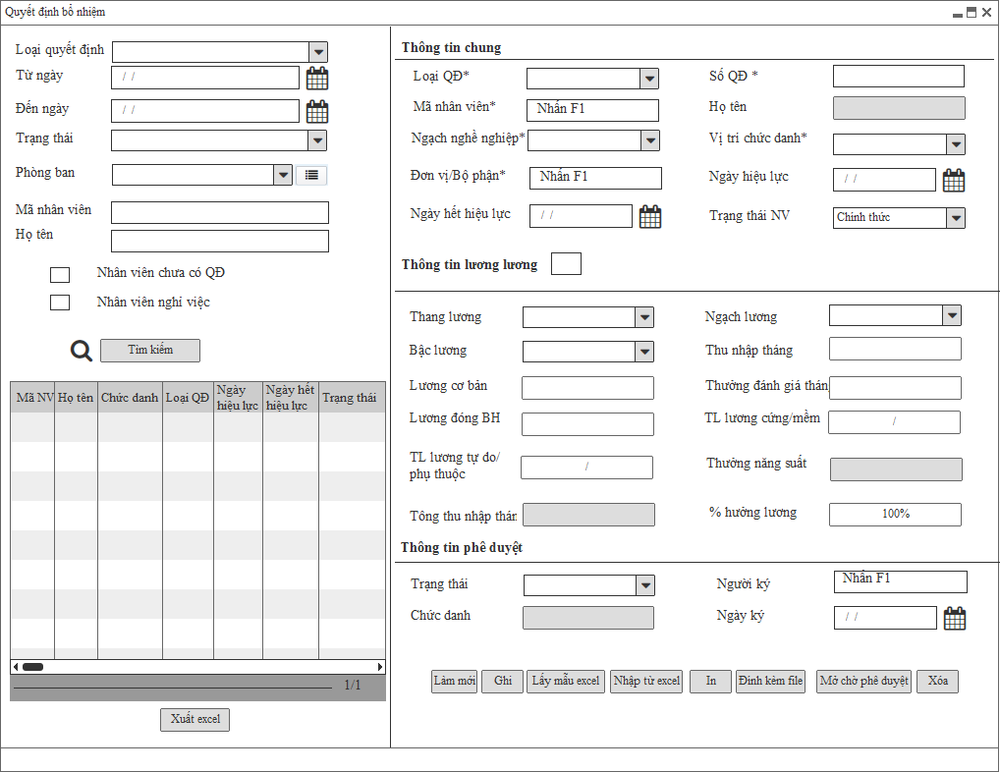 Quyết định bổ nhiệm
Loại quyết định
Từ ngày
/ /
Đến ngày
/ /
Trạng thái
Phòng ban
Mã nhân viên
Họ tên
Nhân viên chưa có QĐ
Nhân viên nghỉ việc
Tìm kiếm
Mã NV Họ tên Chức danh Loại QĐ Ngày hiệu lực Ngày hết hiệu lực Trạng thái
1/1
Xuất excel
Thông tin chung
Loại QĐ* Số QĐ *
Mã nhân viên* Nhấn F1 Họ tên
Ngạch nghề nghiệp* Vị trí chức danh*
Đơn vị/Bộ phận* Nhấn F1 Ngày hiệu lực / /
Ngày hết hiệu lực / / Trạng thái NV Chính thức
Thông tin lương lương
Thang lương Ngạch lương
Bậc lương Thu nhập tháng
Lương cơ bản Thưởng đánh giá thán
Lương đóng BH TL lương cứng/mềm /
TL lương tự do/
phụ thuộc / Thưởng năng suất
Tổng thu nhập thán % hưởng lương 100%
Thông tin phê duyệt
Trạng thái Người ký Nhấn F1
Chức danh Ngày ký / /
Làm mới Ghi Lấy mẫu excel Nhập từ excel In Đính kèm file Mở chờ phê duyệt Xóa